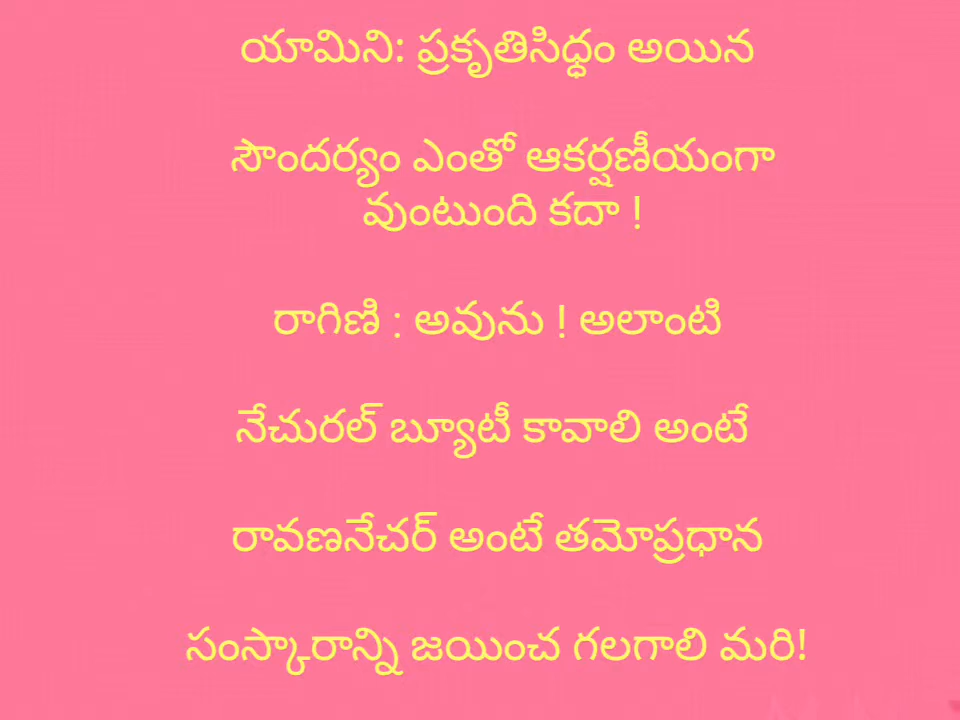 యామిని: ప్రకృతిసిద్ధం అయిన
సౌందర్యం ఎంతో ఆకర్షణీయంగా
వుంటుంది కదా !
రాగిణి : అవును ! అలాంటి
నేచురల్ బ్యూటీ కావాలి అంటే
రావణనేచర్ అంటే తమోప్రధాన
సంస్కారాన్ని జయించ గలగాలి మరి!